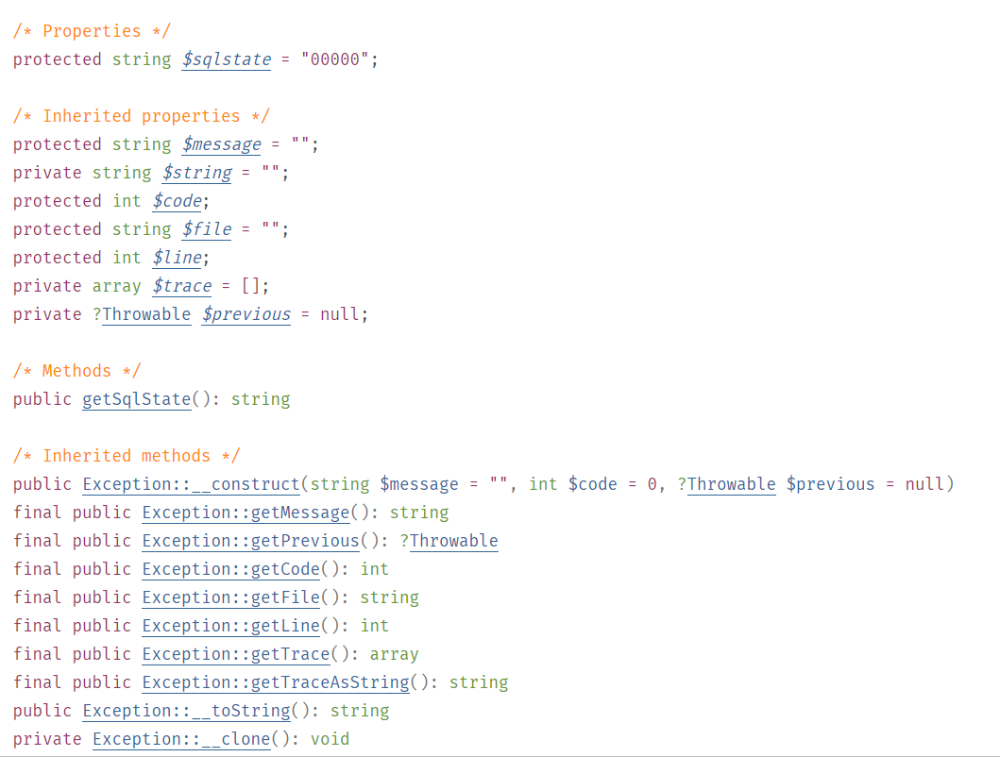 /* Properties */
protected string $sqlstate = "00000";
/* Inherited properties */
protected string $message = "";
private string $string = "";
protected int $code;
protected string $file = "";
protected int $line;
private array $trace = [];
private ?Throwable $previous = null;
/* Methods */
public getSqlState(): string
/* Inherited methods */
public Exception::__construct(string $message = "", int $code = 0, ?Throwable $previous = null)
final public Exception::getMessage(): string
final public Exception::getPrevious(): ?Throwable
final public Exception::getCode(): int
final public Exception::getFile(): string
final public Exception::getLine(): int
final public Exception::getTrace(): array
final public Exception::getTraceAsString(): string
public Exception::__toString(): string
private Exception::__clone(): void